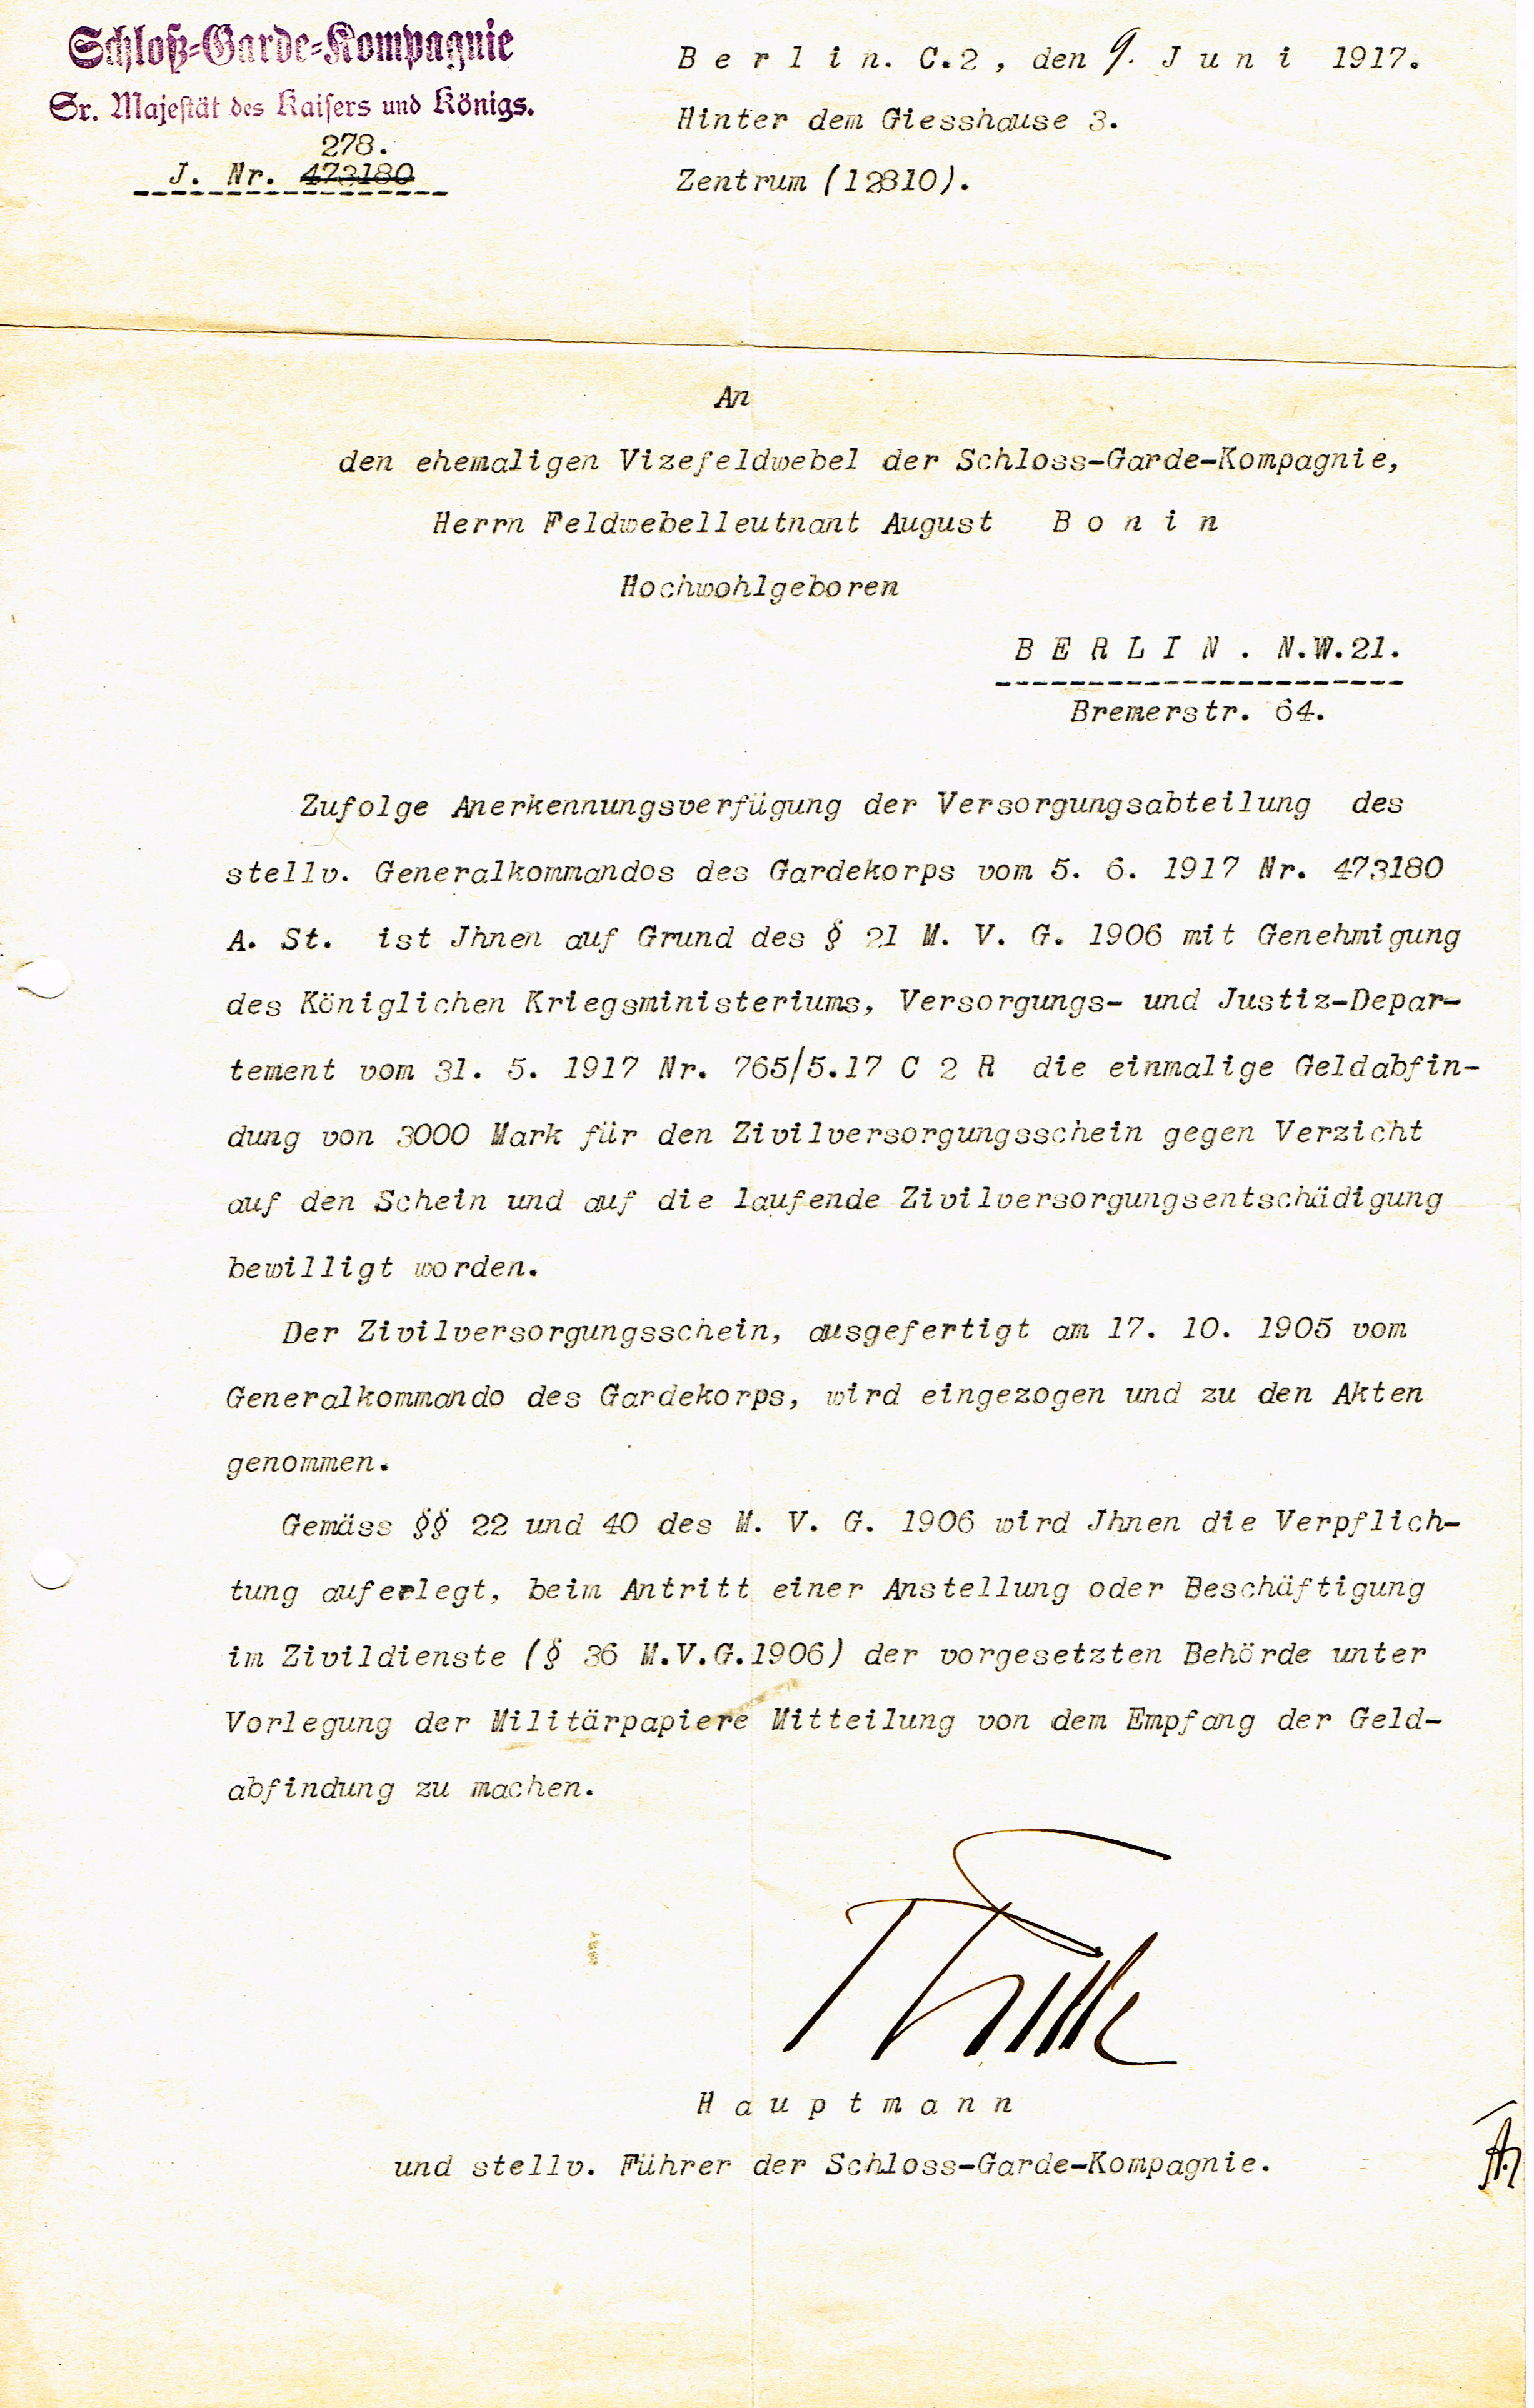 Schloß-Garde-Kompagnie
Sr. Majestät des Kaisers und Königs.
278.
J. Nr. 473180
B e r l i n. C.2, den 9. J u n i 1917.
Hinter dem Giesshause 3.
Zentrum (12810).
An
den ehemaligen Vizefeldwebel der Schloss-Garde-Kompagnie,
Herrn Feldwebelleutnant August B o n i n
Hochwohlgeboren
B E R L I N . N.W.21.
Bremerstr. 64.
Zufolge Anerkennungsverfügung der Versorgungsabteilung des
stellv. Generalkommandos des Gardekorps vom 5. 6. 1917 Nr. 473180
A. St. ist Jhnen auf Grund des § 21 M. V. G. 1906 mit Genehmigung
des Königlichen Kriegsministeriums, Versorgungs- und Justiz-Depar-
tement vom 31. 5. 1917 Nr. 765/5.17 C 2 R die einmalige Geldabfin-
dung von 3000 Mark für den Zivilversorgungsschein gegen Verzicht
auf den Schein und auf die laufende Zivilversorgungsentschädigung
bewilligt worden.
Der Zivilversorgungsschein, ausgefertigt am 17. 10. 1905 vom
Generalkommando des Gardekorps, wird eingezogen und zu den Akten
genommen.
Gemäss §§ 22 und 40 des M. V. G. 1906 wird Jhnen die Verpflich-
tung auferlegt, beim Antritt einer Anstellung oder Beschäftigung
im Zivildienste (§ 36 M.V.G.1906) der vorgesetzten Behörde unter
Vorlegung der Militärpapiere Mitteilung von dem Empfang der Geld-
abfindung zu machen.
H a u p t m a n n
und stellv. Führer der Schloss-Garde-Kompagnie.